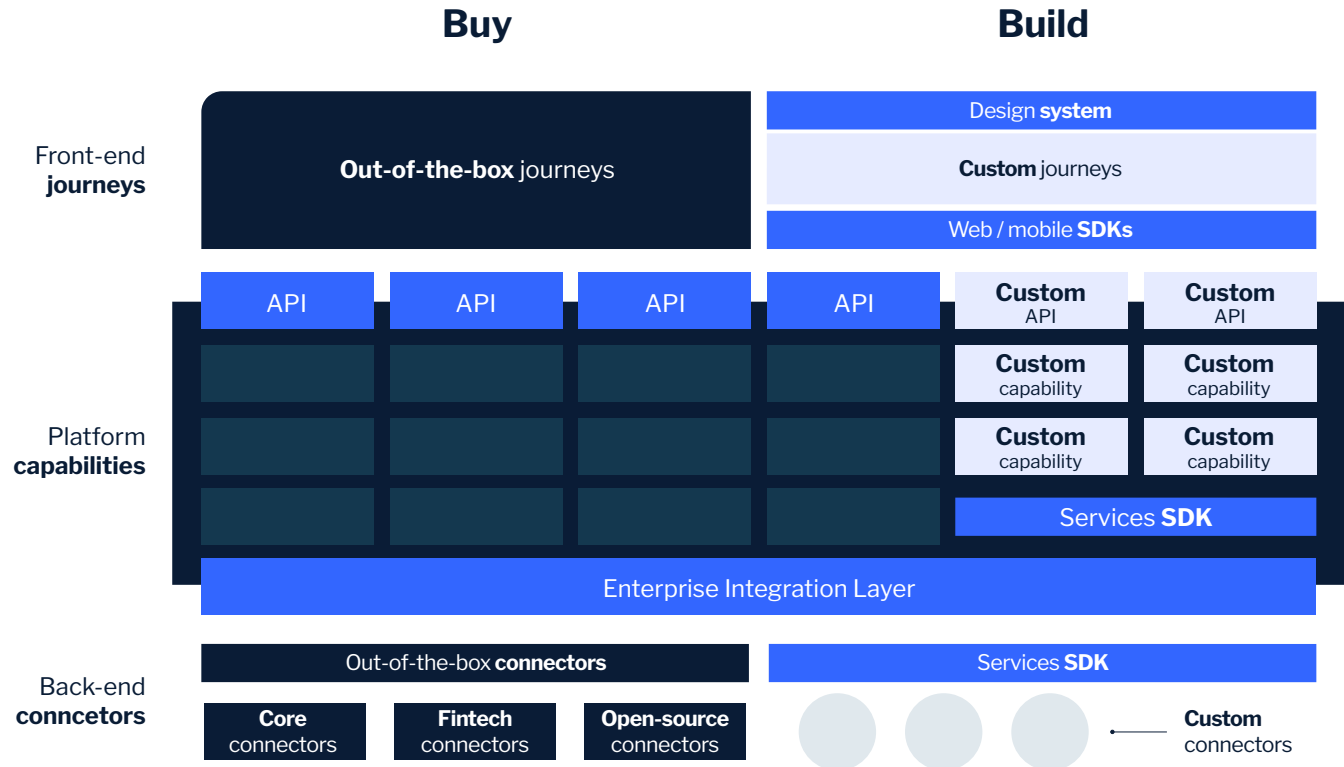 Buy
Build
Front-end
journeys
Out-of-the-box journeys
Design system
Custom journeys
Web / mobile SDKs
API
API
API
API
Custom
API
Custom
API
Platform
capabilities
Custom
capability
Custom
capability
Custom
capability
Custom
capability
Services SDK
Enterprise Integration Layer
Back-end
conncetors
Out-of-the-box connectors
Services SDK
Core
connectors
Fintech
connectors
Open-source
connectors
Custom
connectors